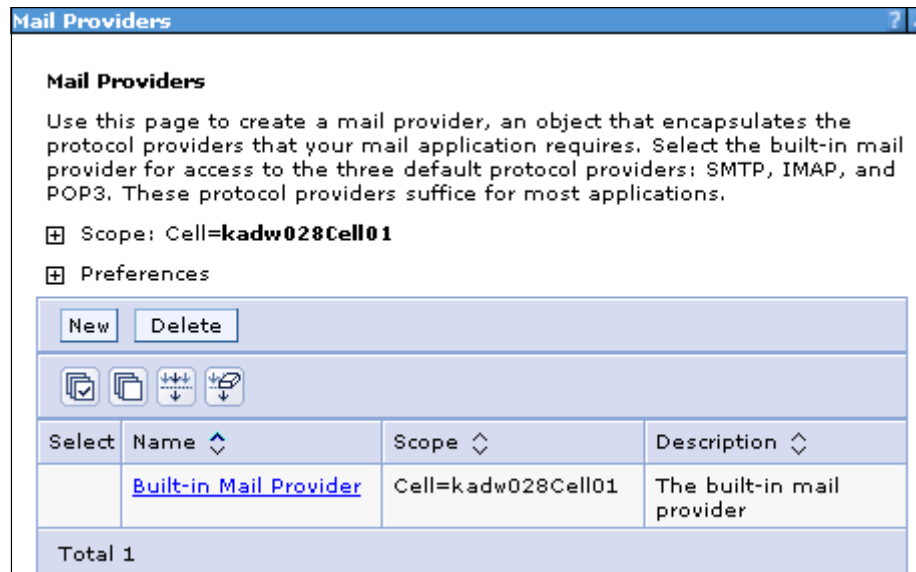 Mail Providers ?
Mail Providers
Use this page to create a mail provider, an object that encapsulates the
protocol providers that your mail application requires. Select the built-in mail
provider for access to the three default protocol providers: SMTP, IMAP, and
POP3. These protocol providers suffice for most applications.
Scope: Cell=kadw028Cell01
Preferences
New Delete
Select Name Scope Description
Built-in Mail Provider Cell=kadw028Cell01 The built-in mail
provider
Total 1